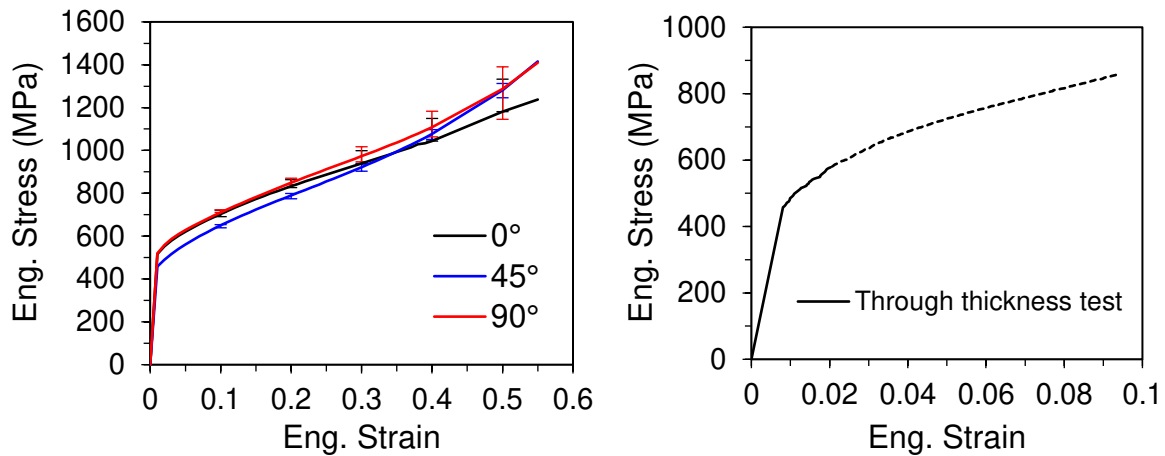 1600
1400
1200
1000
800
600
400
200
0
Eng. Stress (MPa)
0°
45°
90°
0 0.1 0.2 0.3 0.4 0.5 0.6
Eng. Strain
1000
800
600
400
200
0
Eng. Stress (MPa)
Through thickness test
0 0.02 0.04 0.06 0.08 0.1
Eng. Strain